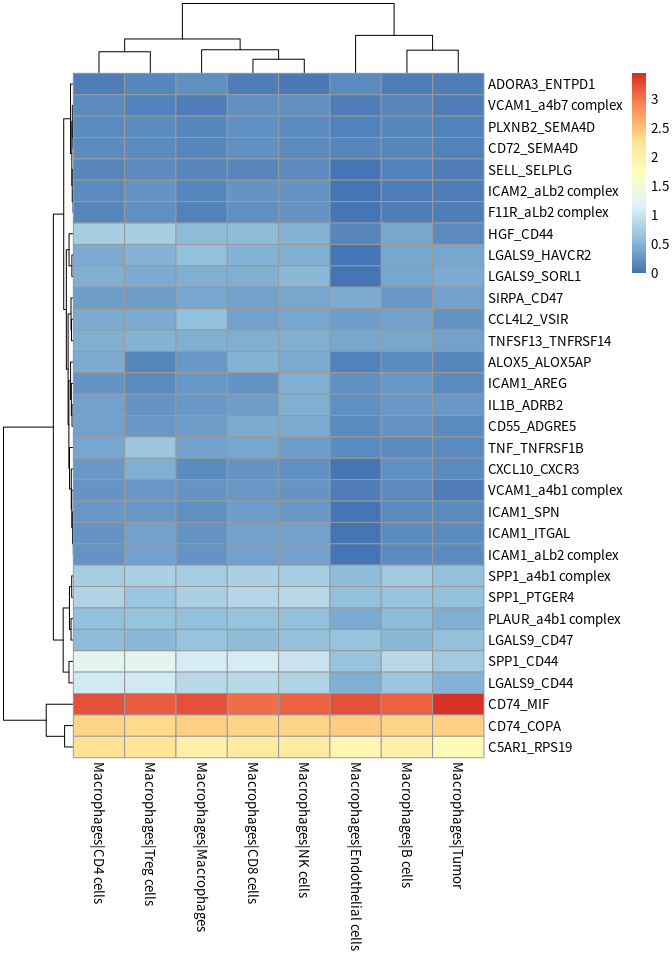 ADORA3_ENTPD1
VCAM1_a4b7 complex
PLXNB2_SEMA4D
CD72_SEMA4D
SELL_SELPLG
ICAM2_aLb2 complex
F11R_aLb2 complex
HGF_CD44
LGALS9_HAVCR2
LGALS9_SORL1
SIRPA_CD47
CCL4L2_VSIR
TNFSF13_TNFRSF14
ALOX5_ALOX5AP
ICAM1_AREG
IL1B_ADRB2
CD55_ADGRE5
TNF_TNFRSF1B
CXCL10_CXCR3
VCAM1_a4b1 complex
ICAM1_SPN
ICAM1_ITGAL
ICAM1_aLb2 complex
SPP1_a4b1 complex
SPP1_PTGER4
PLAUR_a4b1 complex
LGALS9_CD47
SPP1_CD44
LGALS9_CD44
CD74_MIF
CD74_COPA
C5AR1_RPS19
3
2.5
2
1.5
1
0.5
0
Macrophages|CD4 cells
Macrophages|Treg cells
Macrophages|Macrophages
Macrophages|CD8 cells
Macrophages|NK cells
Macrophages|Endothelial cells
Macrophages|B cells
Macrophages|Tumor